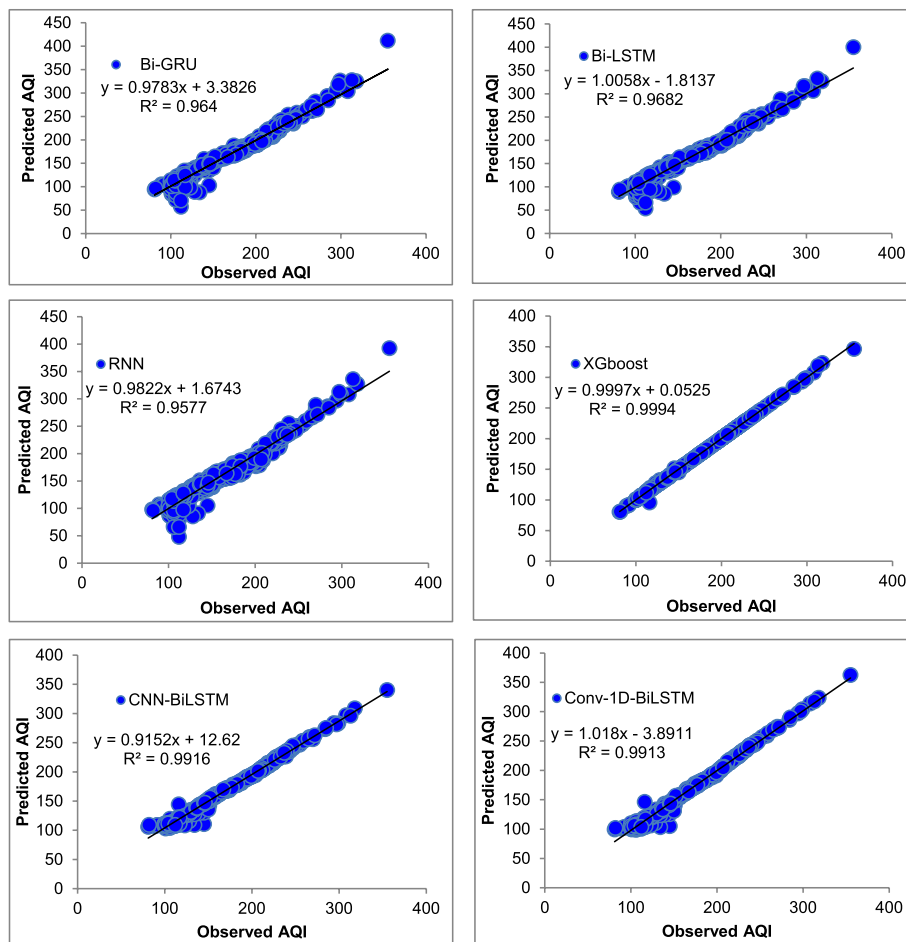 450
400
350
300
250
200
150
100
50
0
Predicted AQI
Bi-GRU
y = 0.9783x + 3.3826
R² = 0.964
0 100 200 300 400
Observed AQI
450
400
350
300
250
200
150
100
50
0
Predicted AQI
Bi-LSTM
y = 1.0058x - 1.8137
R² = 0.9682
0 100 200 300 400
Observed AQI
450
400
350
300
250
200
150
100
50
0
Predicted AQI
RNN
y = 0.9822x + 1.6743
R² = 0.9577
0 100 200 300 400
Observed AQI
400
350
300
250
200
150
100
50
0
Predicted AQI
XGboost
y = 0.9997x + 0.0525
R² = 0.9994
0 100 200 300 400
Observed AQI
400
350
300
250
200
150
100
50
0
Predicted AQI
CNN-BiLSTM
y = 0.9152x + 12.62
R² = 0.9916
0 100 200 300 400
Observed AQI
400
350
300
250
200
150
100
50
0
Predicted AQI
Conv-1D-BiLSTM
y = 1.018x - 3.8911
R² = 0.9913
0 100 200 300 400
Observed AQI